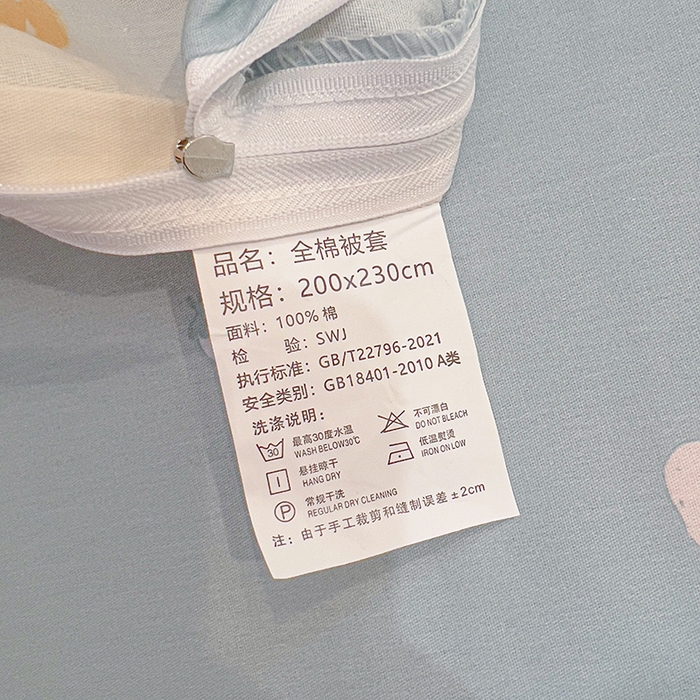 品名：全棉被套
规格：200x230cm
面料：100% 棉
检　　验：SWJ
执行标准：GB/T22796-2021
安全类别：GB18401-2010 A类
洗涤说明：
30 最高30度水温 WASH BELOW30℃
不可漂白 DO NOT BLEACH
悬挂晾干 HANG DRY
低温熨烫 IRON ON LOW
P 常规干洗 REGULAR DRY CLEANING
注：由于手工裁剪和缝制误差±2cm